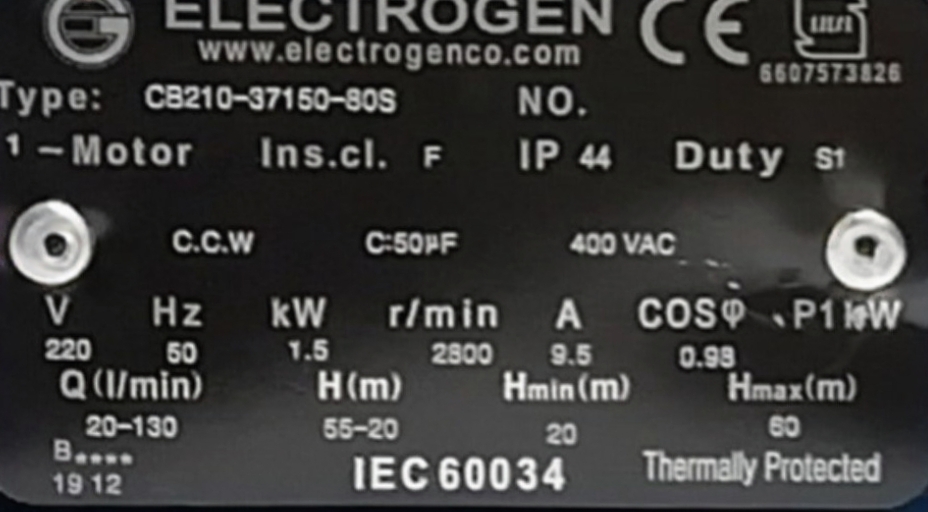 ELECTROGEN CE
www.electrogenco.com
6607573826
Type: CB210-37150-80S NO.
1~Motor Ins.cl. F IP 44 Duty S1
C.C.W C:50µF 400 VAC
V Hz kW r/min A COSφ P1 kW
220 50 1.5 2800 9.5 0.98
Q(l/min) H(m) Hmin(m) Hmax(m)
20-130 55-20 20 60
B****
19 12 IEC 60034 Thermally Protected